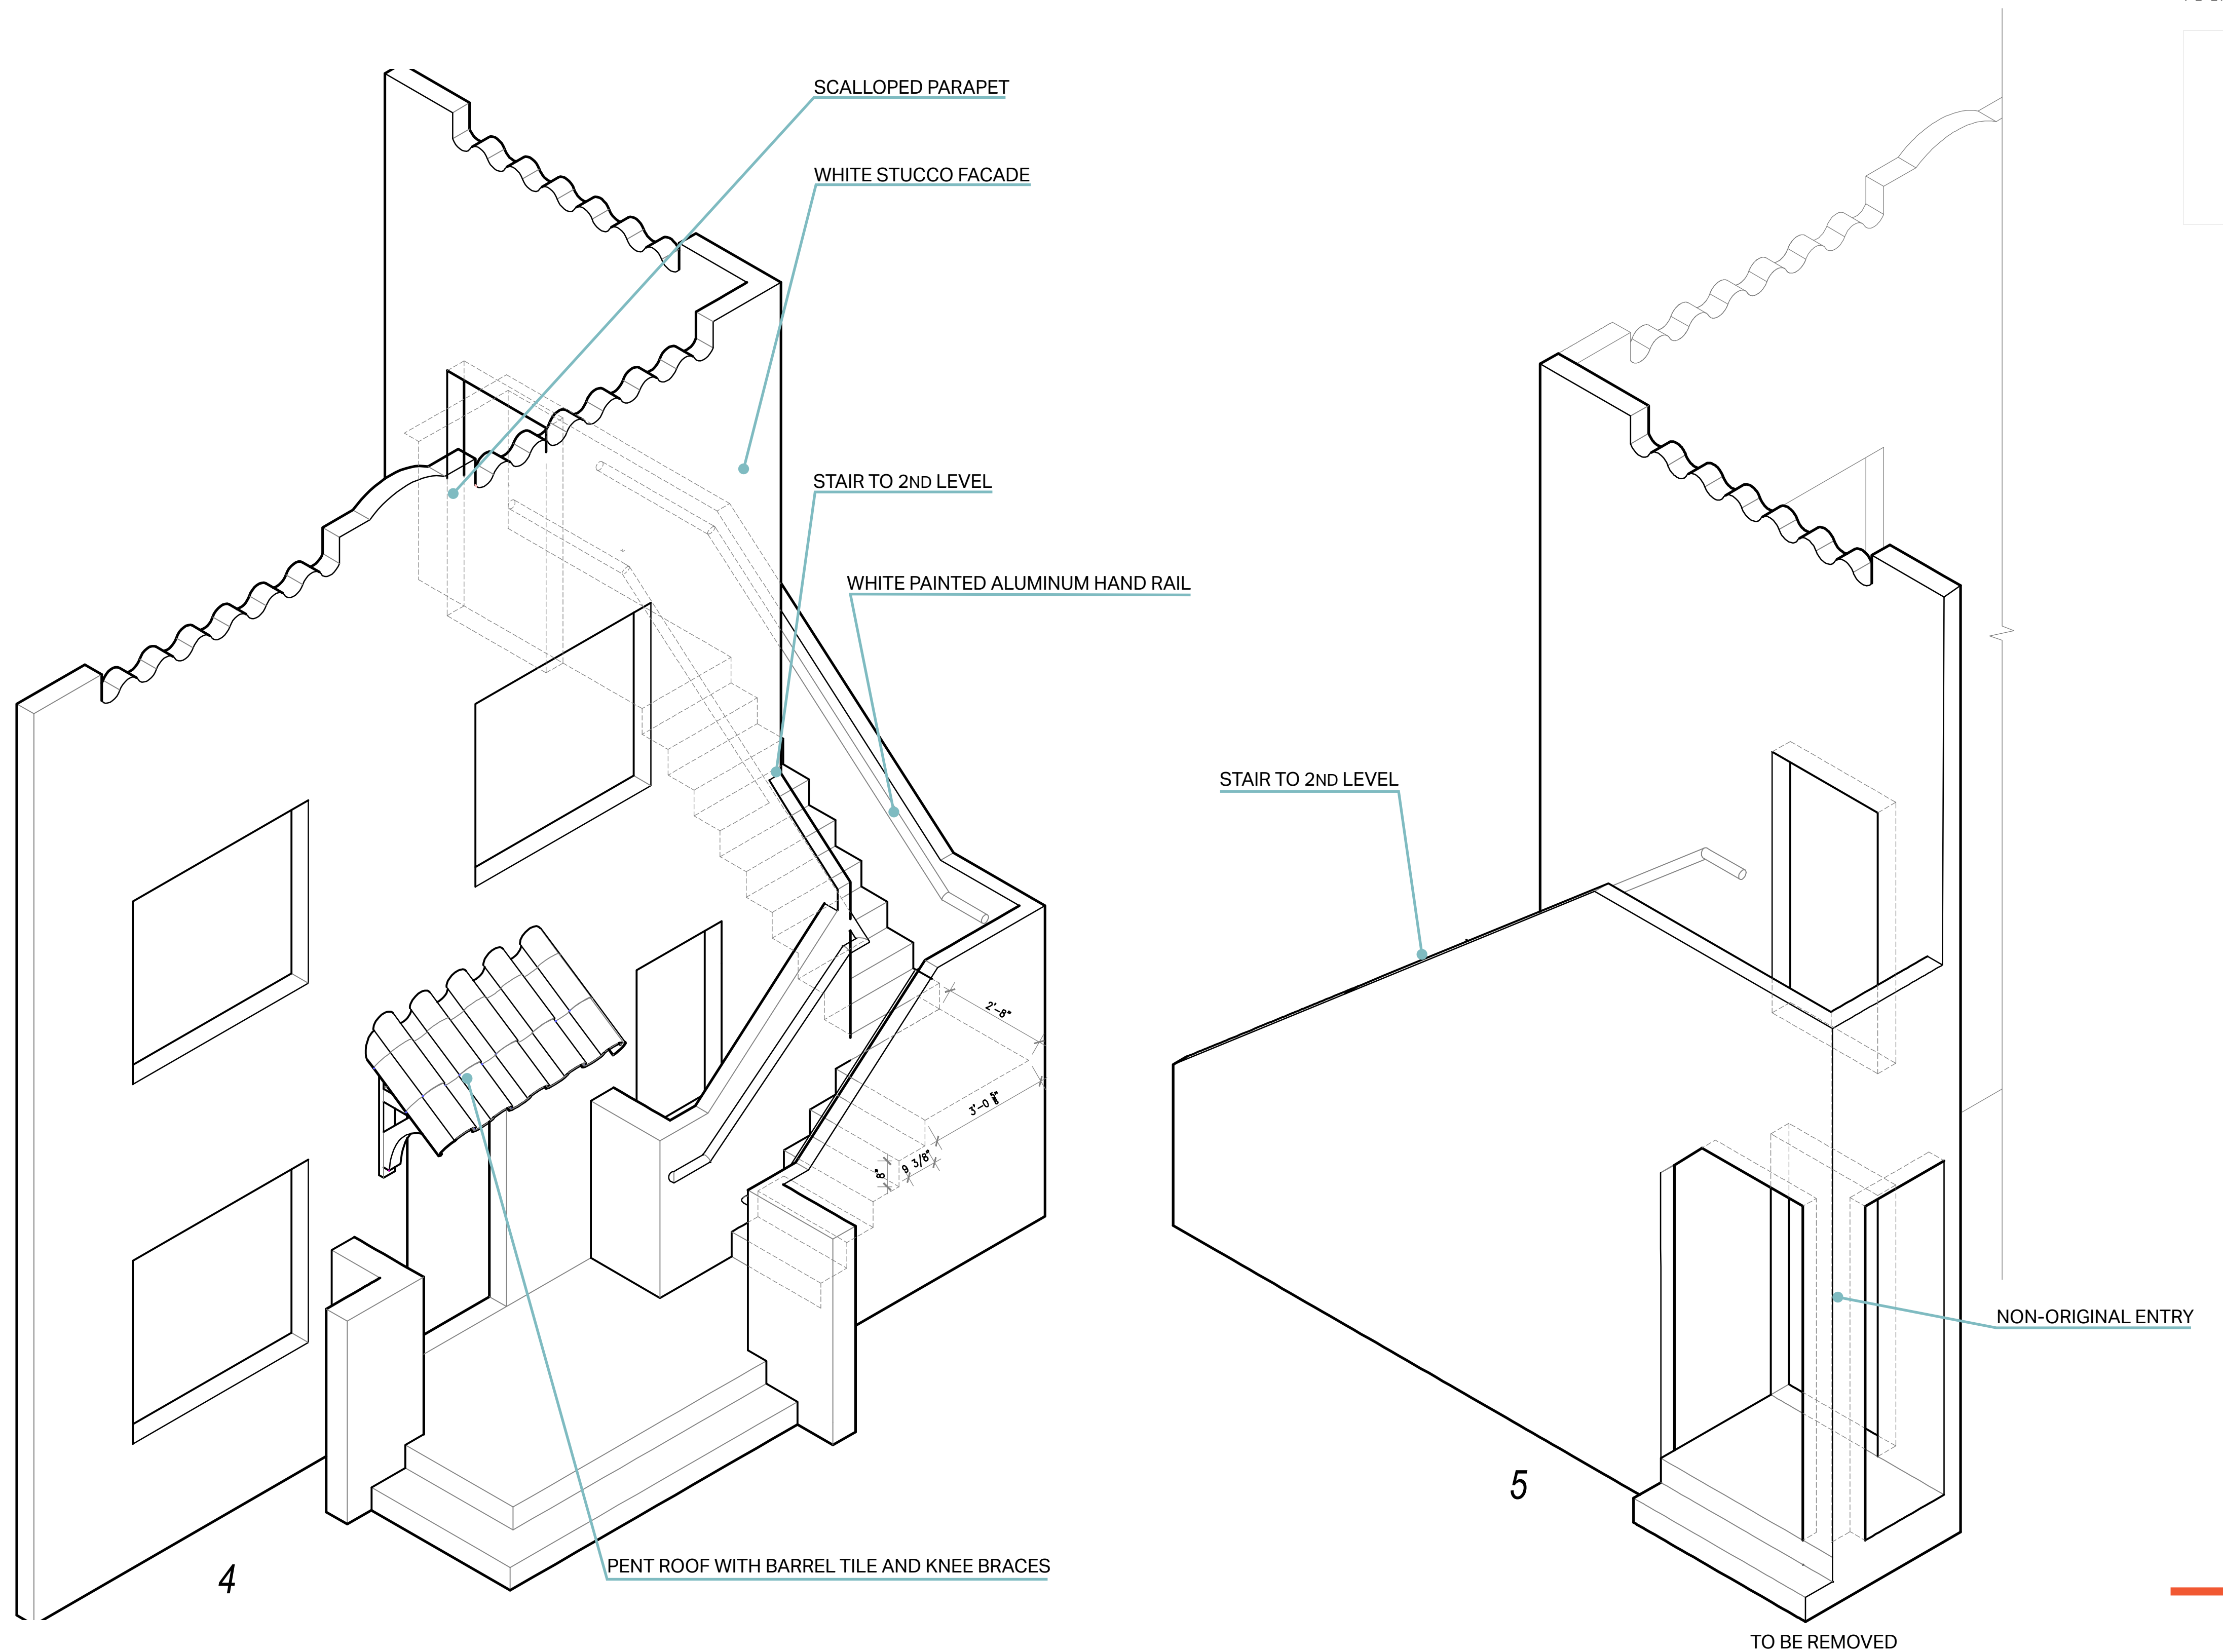 SCALLOPED PARAPET
WHITE STUCCO FACADE
STAIR TO 2ND LEVEL
WHITE PAINTED ALUMINUM HAND RAIL
STAIR TO 2ND LEVEL
2'-8"
3'-0 5/8"
9 3/8"
8"
NON-ORIGINAL ENTRY
5
PENT ROOF WITH BARREL TILE AND KNEE BRACES
4
TO BE REMOVED